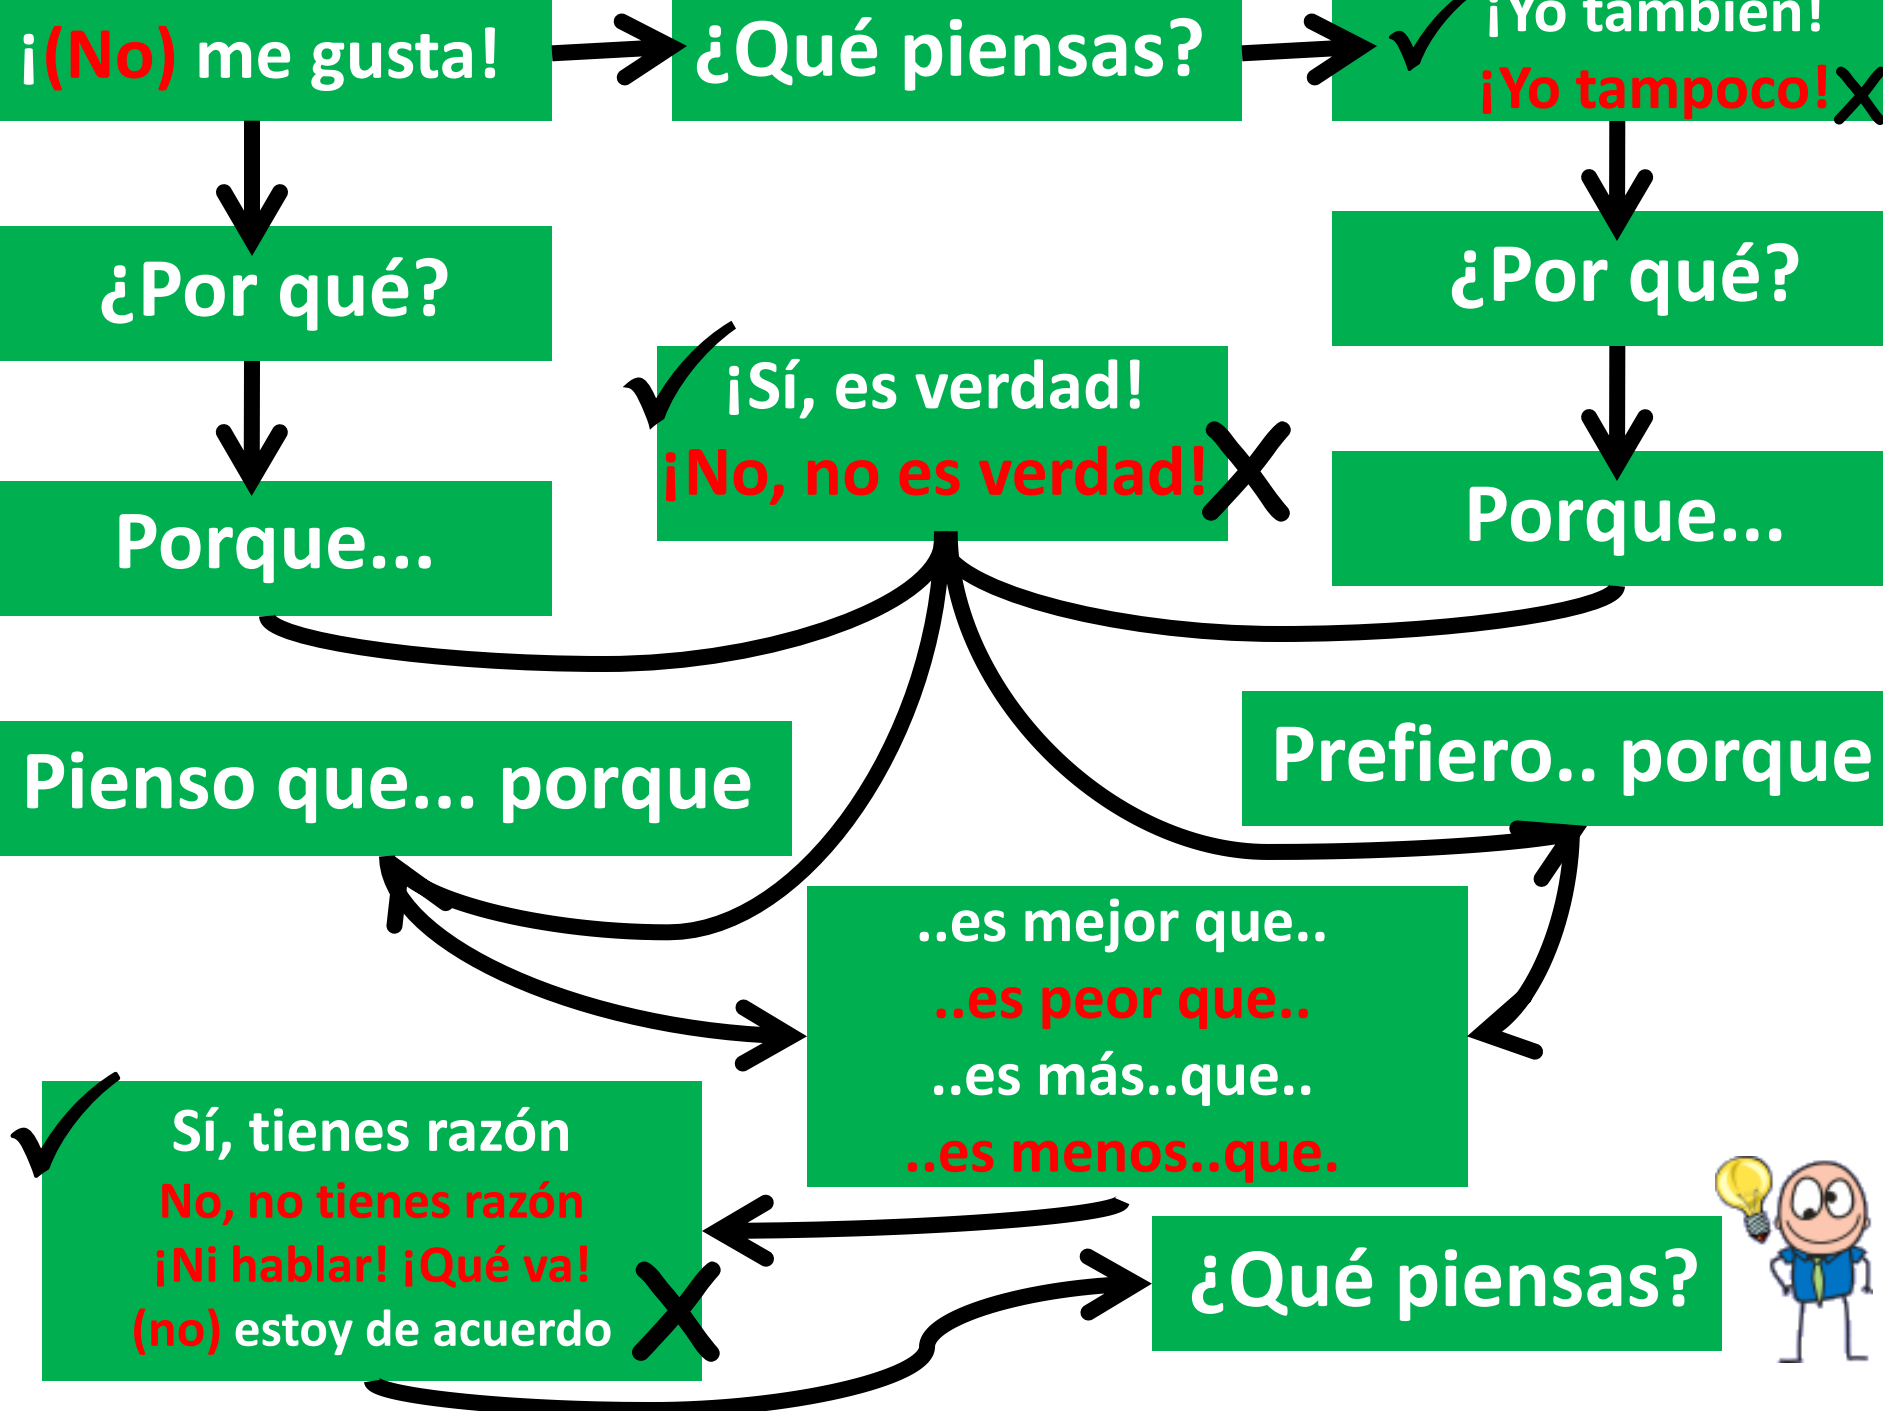 ¡(No) me gusta!
¿Qué piensas?
¡Yo también!
¡Yo tampoco!
¿Por qué?
¿Por qué?
¡Sí, es verdad!
¡No, no es verdad!
Porque...
Porque...
Pienso que... porque
Prefiero.. porque
..es mejor que..
..es peor que..
..es más..que..
..es menos..que.
Sí, tienes razón
No, no tienes razón
¡Ni hablar! ¡Qué va!
(no) estoy de acuerdo
¿Qué piensas?